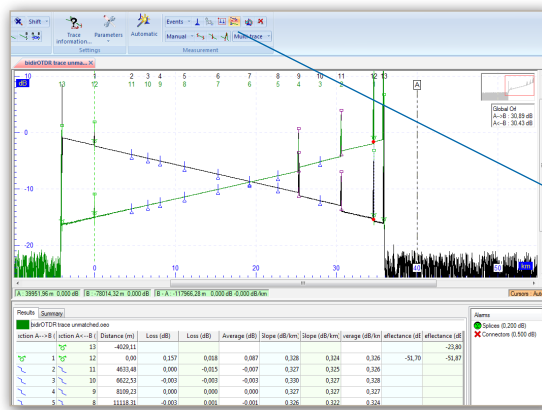 Shift
Events
Trace information...
Parameters
Automatic
Manual
Multi-trace
Settings
Measurement
bidirOTDR trace unma...
10
dB
13 1 2 3 4 5 6 7 8 9 10 11 12 13
12 11 10 9 8 7 6 5 4 3 2 1
0
-10
-20
A
Global Orl
A-->B : 30,89 dB
A<--B : 30,43 dB
0 10 20 30 40 50 km
A 39951,96 m 0,000 dB B -78014,32 m 0,000 dB B - A -117966,28 m 0,000 dB -0,000 dB/km
Cursors : Auto
Results Summary
Alarms
bidirOTDR trace unmatched.oeo
Splices (0,200 dB)
Connectors (0,500 dB)
ction A-->B ( ction A<--B ( Distance (m) Loss (dB) Loss (dB) Average (dB) Slope (dB/km) Slope (dB/km) verage (dB/kn eflectance (dE eflectance (dE
13 -4029,11 -23,80
1 12 0,00 0,157 0,018 0,087 0,328 0,324 0,326 -51,70 -51,87
2 11 4633,48 0,000 -0,015 -0,007 0,327 0,325 0,326
3 10 6622,53 -0,003 -0,003 -0,003 0,330 0,327 0,328
4 9 8109,23 0,000 0,000 0,000 0,327 0,327 0,327
5 8 11118,31 -0,003 0,001 -0,001 0,326 0,322 0,324